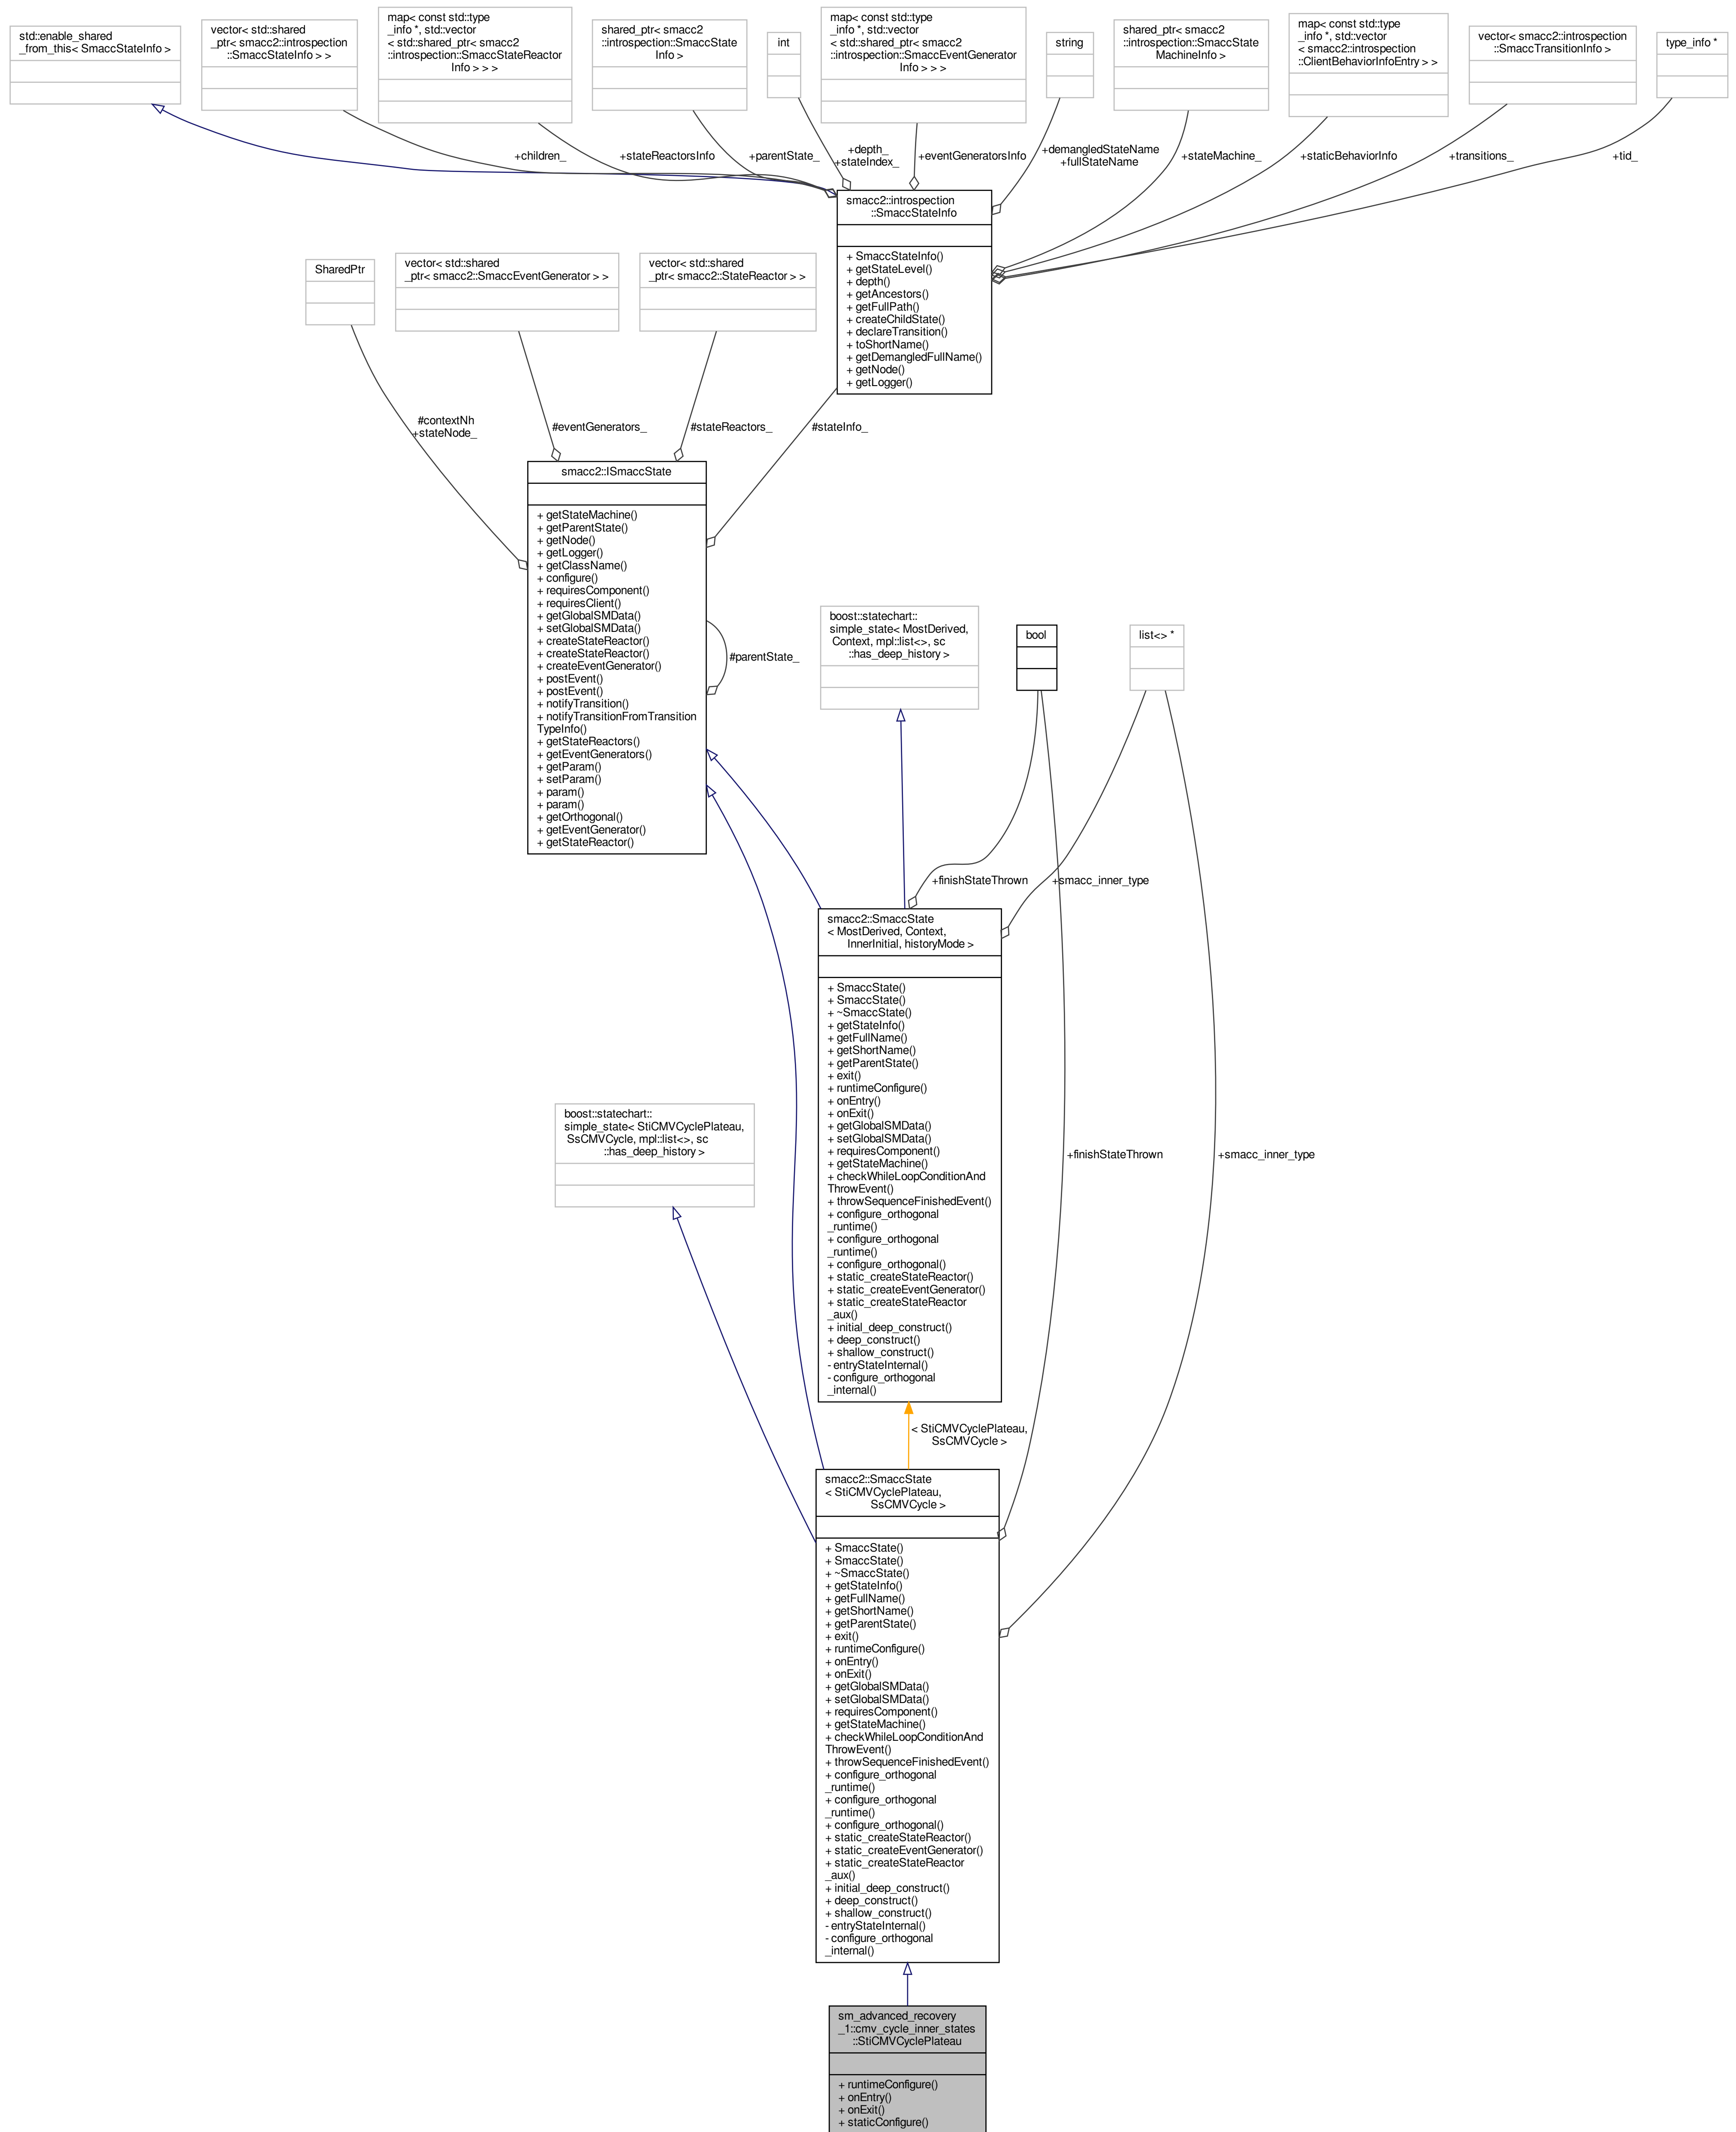 std::enable_shared
_from_this< SmaccStateInfo >
vector< std::shared
_ptr< smacc2::introspection
::SmaccStateInfo > >
map< const std::type
_info *, std::vector
< std::shared_ptr< smacc2
::introspection::SmaccStateReactor
Info > > >
shared_ptr< smacc2
::introspection::SmaccState
Info >
int
map< const std::type
_info *, std::vector
< std::shared_ptr< smacc2
::introspection::SmaccEventGenerator
Info > > >
string
shared_ptr< smacc2
::introspection::SmaccState
MachineInfo >
map< const std::type
_info *, std::vector
< smacc2::introspection
::ClientBehaviorInfoEntry > >
vector< smacc2::introspection
::SmaccTransitionInfo >
type_info *
+children_
+stateReactorsInfo
+parentState_
+depth_
+stateIndex_
+eventGeneratorsInfo
+demangledStateName
+fullStateName
+stateMachine_
+staticBehaviorInfo
+transitions_
+tid_
smacc2::introspection
::SmaccStateInfo
+ SmaccStateInfo()
+ getStateLevel()
+ depth()
+ getAncestors()
+ getFullPath()
+ createChildState()
+ declareTransition()
+ toShortName()
+ getDemangledFullName()
+ getNode()
+ getLogger()
SharedPtr
vector< std::shared
_ptr< smacc2::SmaccEventGenerator > >
vector< std::shared
_ptr< smacc2::StateReactor > >
#contextNh
+stateNode_
#eventGenerators_
#stateReactors_
#stateInfo_
smacc2::ISmaccState
+ getStateMachine()
+ getParentState()
+ getNode()
+ getLogger()
+ getClassName()
+ configure()
+ requiresComponent()
+ requiresClient()
+ getGlobalSMData()
+ setGlobalSMData()
+ createStateReactor()
+ createStateReactor()
+ createEventGenerator()
+ postEvent()
+ postEvent()
+ notifyTransition()
+ notifyTransitionFromTransition
TypeInfo()
+ getStateReactors()
+ getEventGenerators()
+ getParam()
+ setParam()
+ param()
+ param()
+ getOrthogonal()
+ getEventGenerator()
+ getStateReactor()
#parentState_
boost::statechart::
simple_state< MostDerived,
Context, mpl::list<>, sc
::has_deep_history >
bool
list<> *
+finishStateThrown
+smacc_inner_type
smacc2::SmaccState
< MostDerived, Context,
InnerInitial, historyMode >
+ SmaccState()
+ SmaccState()
+ ~SmaccState()
+ getStateInfo()
+ getFullName()
+ getShortName()
+ getParentState()
+ exit()
+ runtimeConfigure()
+ onEntry()
+ onExit()
+ getGlobalSMData()
+ setGlobalSMData()
+ requiresComponent()
+ getStateMachine()
+ checkWhileLoopConditionAnd
ThrowEvent()
+ throwSequenceFinishedEvent()
+ configure_orthogonal
_runtime()
+ configure_orthogonal
_runtime()
+ configure_orthogonal()
+ static_createStateReactor()
+ static_createEventGenerator()
+ static_createStateReactor
_aux()
+ initial_deep_construct()
+ deep_construct()
+ shallow_construct()
- entryStateInternal()
- configure_orthogonal
_internal()
boost::statechart::
simple_state< StiCMVCyclePlateau,
SsCMVCycle, mpl::list<>, sc
::has_deep_history >
+finishStateThrown
+smacc_inner_type
< StiCMVCyclePlateau,
SsCMVCycle >
smacc2::SmaccState
< StiCMVCyclePlateau,
SsCMVCycle >
+ SmaccState()
+ SmaccState()
+ ~SmaccState()
+ getStateInfo()
+ getFullName()
+ getShortName()
+ getParentState()
+ exit()
+ runtimeConfigure()
+ onEntry()
+ onExit()
+ getGlobalSMData()
+ setGlobalSMData()
+ requiresComponent()
+ getStateMachine()
+ checkWhileLoopConditionAnd
ThrowEvent()
+ throwSequenceFinishedEvent()
+ configure_orthogonal
_runtime()
+ configure_orthogonal
_runtime()
+ configure_orthogonal()
+ static_createStateReactor()
+ static_createEventGenerator()
+ static_createStateReactor
_aux()
+ initial_deep_construct()
+ deep_construct()
+ shallow_construct()
- entryStateInternal()
- configure_orthogonal
_internal()
sm_advanced_recovery
_1::cmv_cycle_inner_states
::StiCMVCyclePlateau
+ runtimeConfigure()
+ onEntry()
+ onExit()
+ staticConfigure()